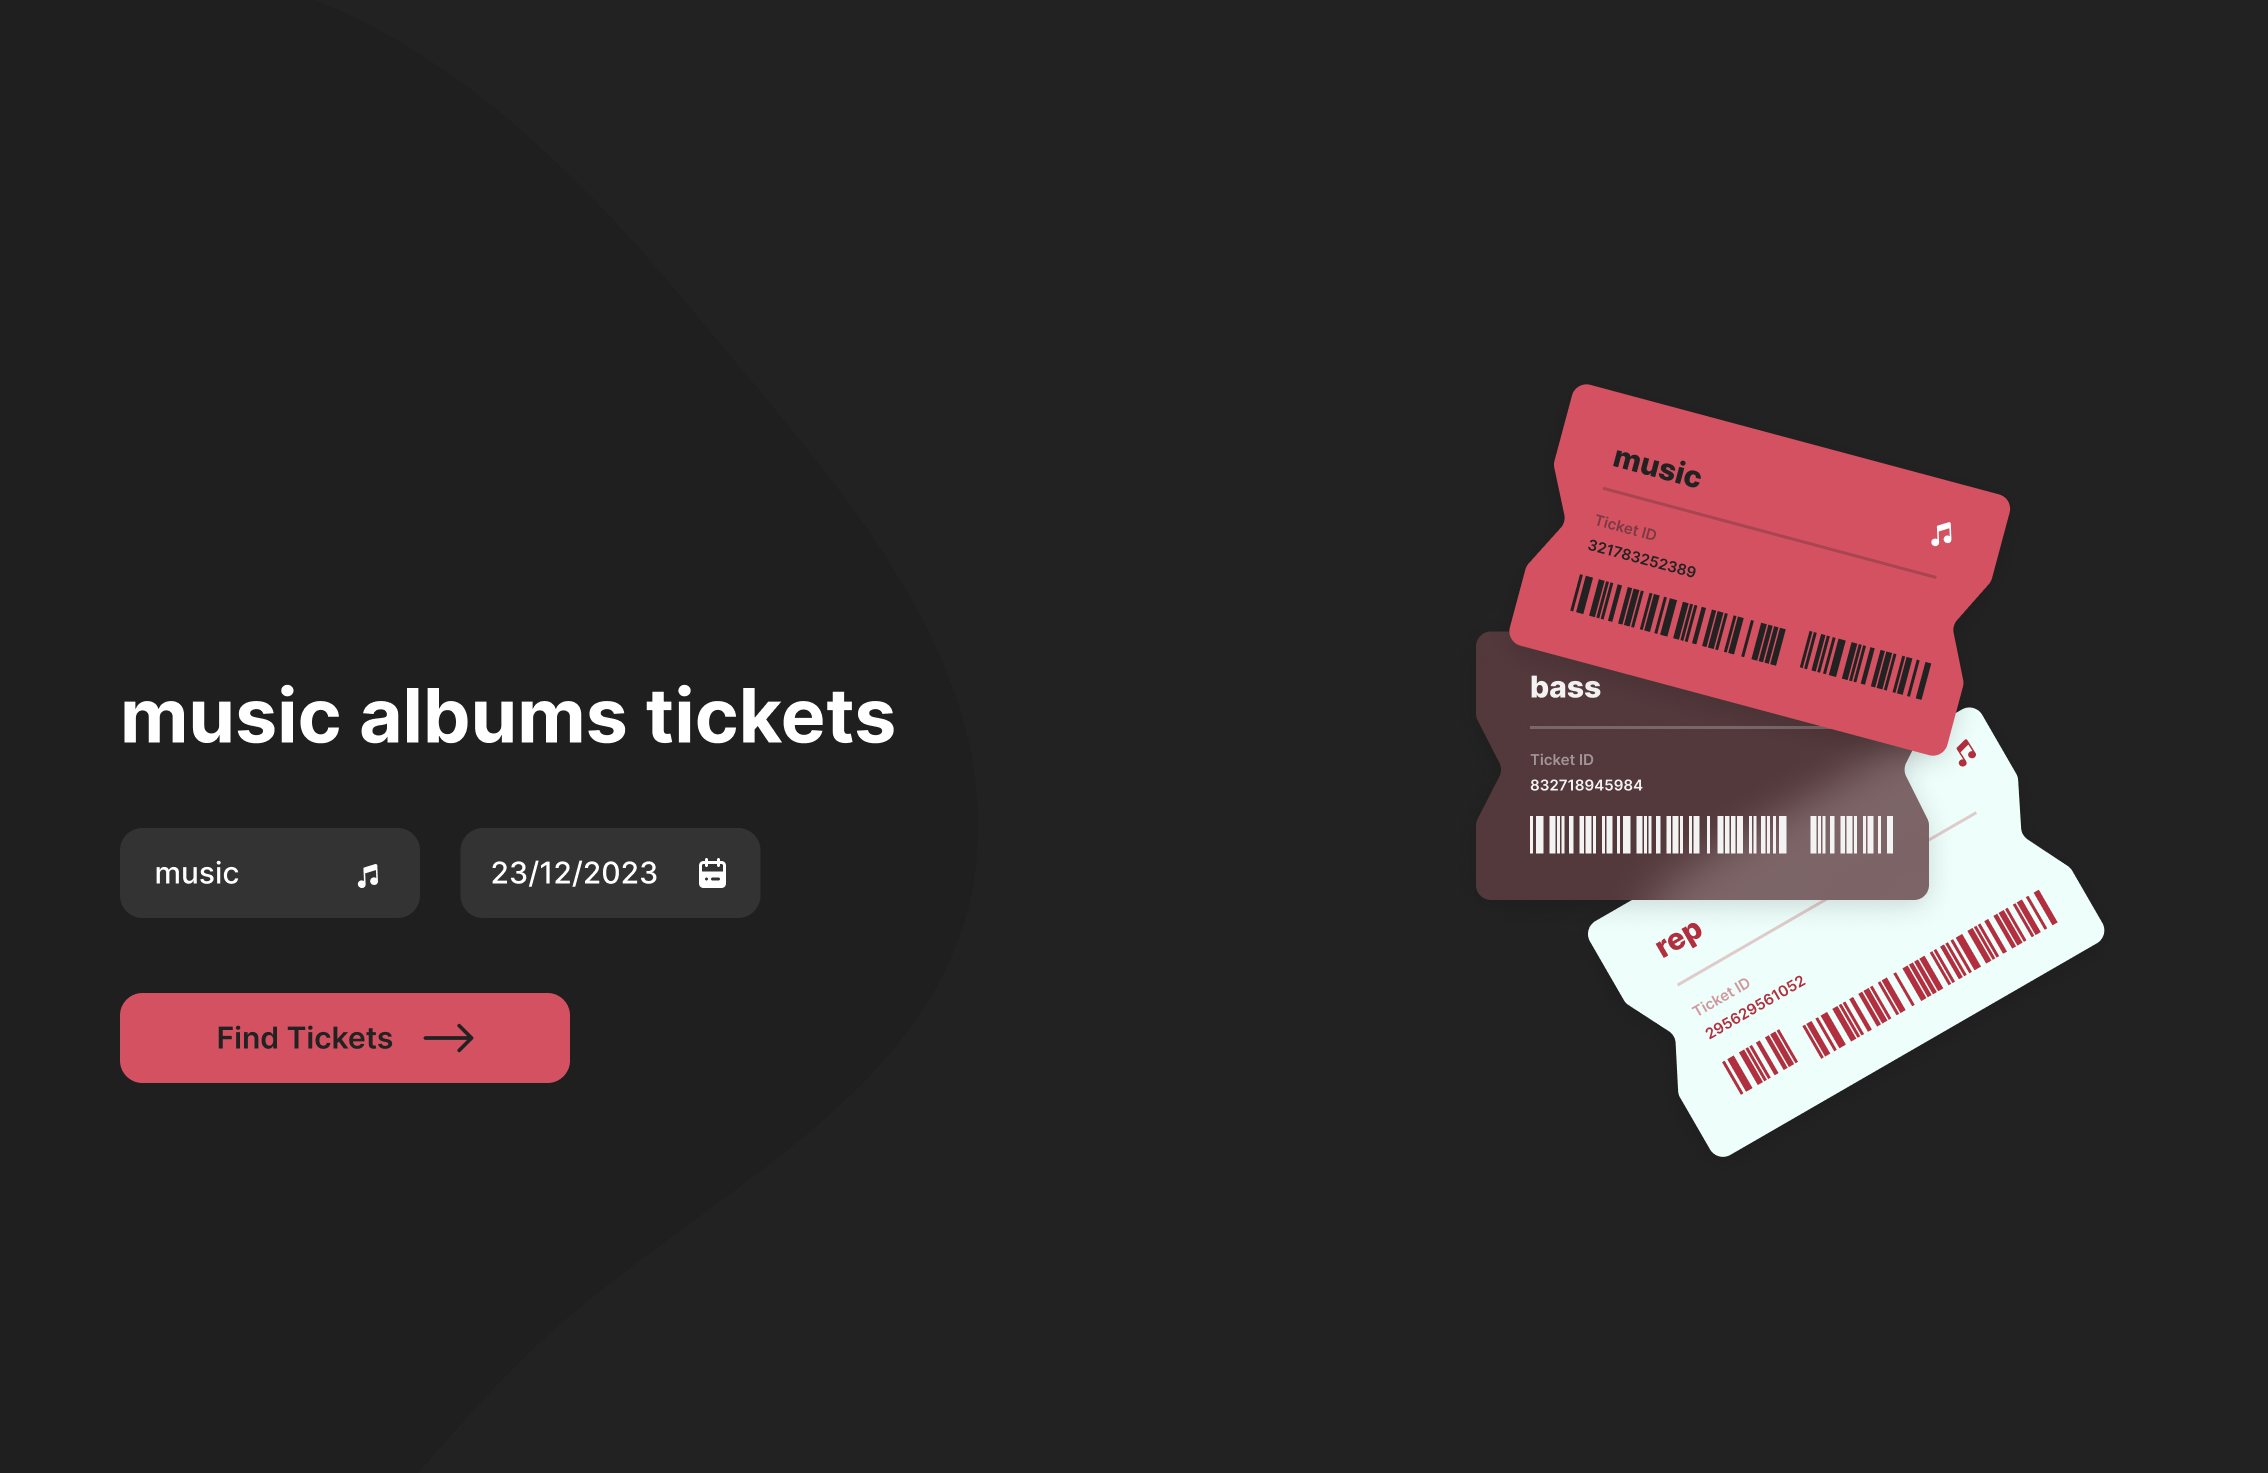 music albums tickets
music
23/12/2023
Find Tickets
music
Ticket ID
321783252389
bass
Ticket ID
832718945984
rep
Ticket ID
295629561052